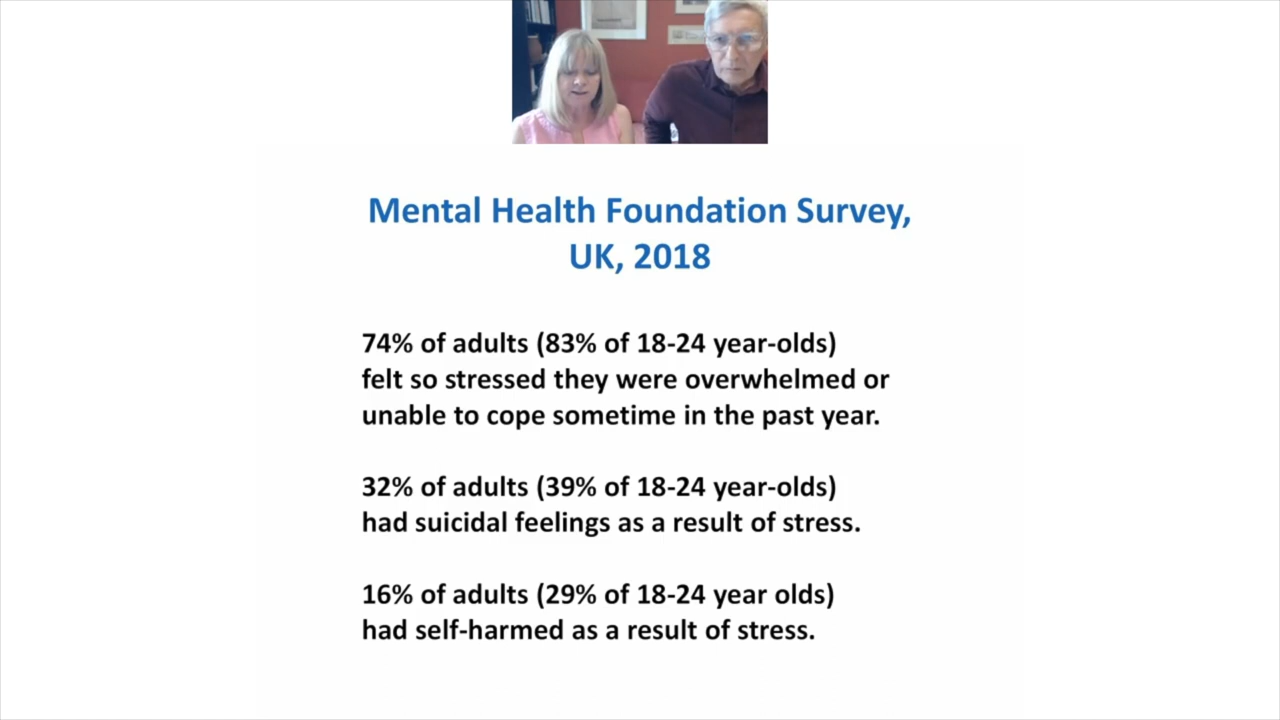 Mental Health Foundation Survey,
UK, 2018
74% of adults (83% of 18-24 year-olds)
felt so stressed they were overwhelmed or
unable to cope sometime in the past year.
32% of adults (39% of 18-24 year-olds)
had suicidal feelings as a result of stress.
16% of adults (29% of 18-24 year olds)
had self-harmed as a result of stress.